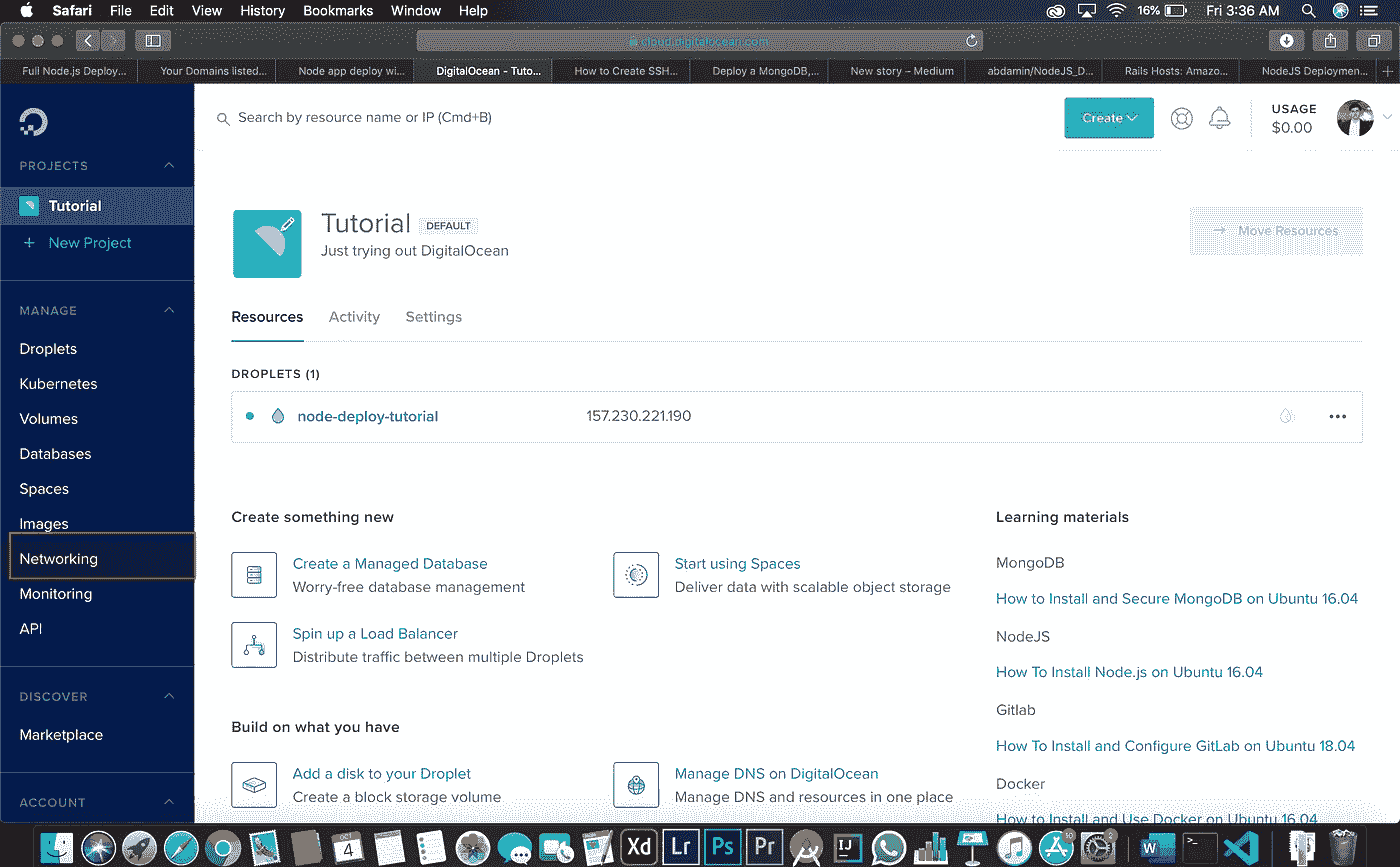 Safari File Edit View History Bookmarks Window Help 16% Fri 3:36 AM
cloud.digitalocean.com
Full Node.js Deploy... Your Domains listed... Node app deploy wi... DigitalOcean - Tuto... How to Create SSH... Deploy a MongoDB,... New story – Medium abdamin/NodeJS_D... Rails Hosts: Amazo... NodeJS Deploymen...
Search by resource name or IP (Cmd+B)
Create
USAGE
$0.00
PROJECTS
Tutorial
+ New Project
MANAGE
Droplets
Kubernetes
Volumes
Databases
Spaces
Images
Networking
Monitoring
API
DISCOVER
Marketplace
ACCOUNT
Tutorial DEFAULT
Just trying out DigitalOcean
→ Move Resources
Resources Activity Settings
DROPLETS (1)
node-deploy-tutorial 157.230.221.190
Create something new
Create a Managed Database
Worry-free database management
Start using Spaces
Deliver data with scalable object storage
Spin up a Load Balancer
Distribute traffic between multiple Droplets
Build on what you have
Add a disk to your Droplet
Create a block storage volume
Manage DNS on DigitalOcean
Manage DNS and resources in one place
Learning materials
MongoDB
How to Install and Secure MongoDB on Ubuntu 16.04
NodeJS
How To Install Node.js on Ubuntu 16.04
Gitlab
How To Install and Configure GitLab on Ubuntu 18.04
Docker
How to Install and Use Docker on Ubuntu 16.04
OCT
4
Xd Lr Ps Pr IJ 10 2 W